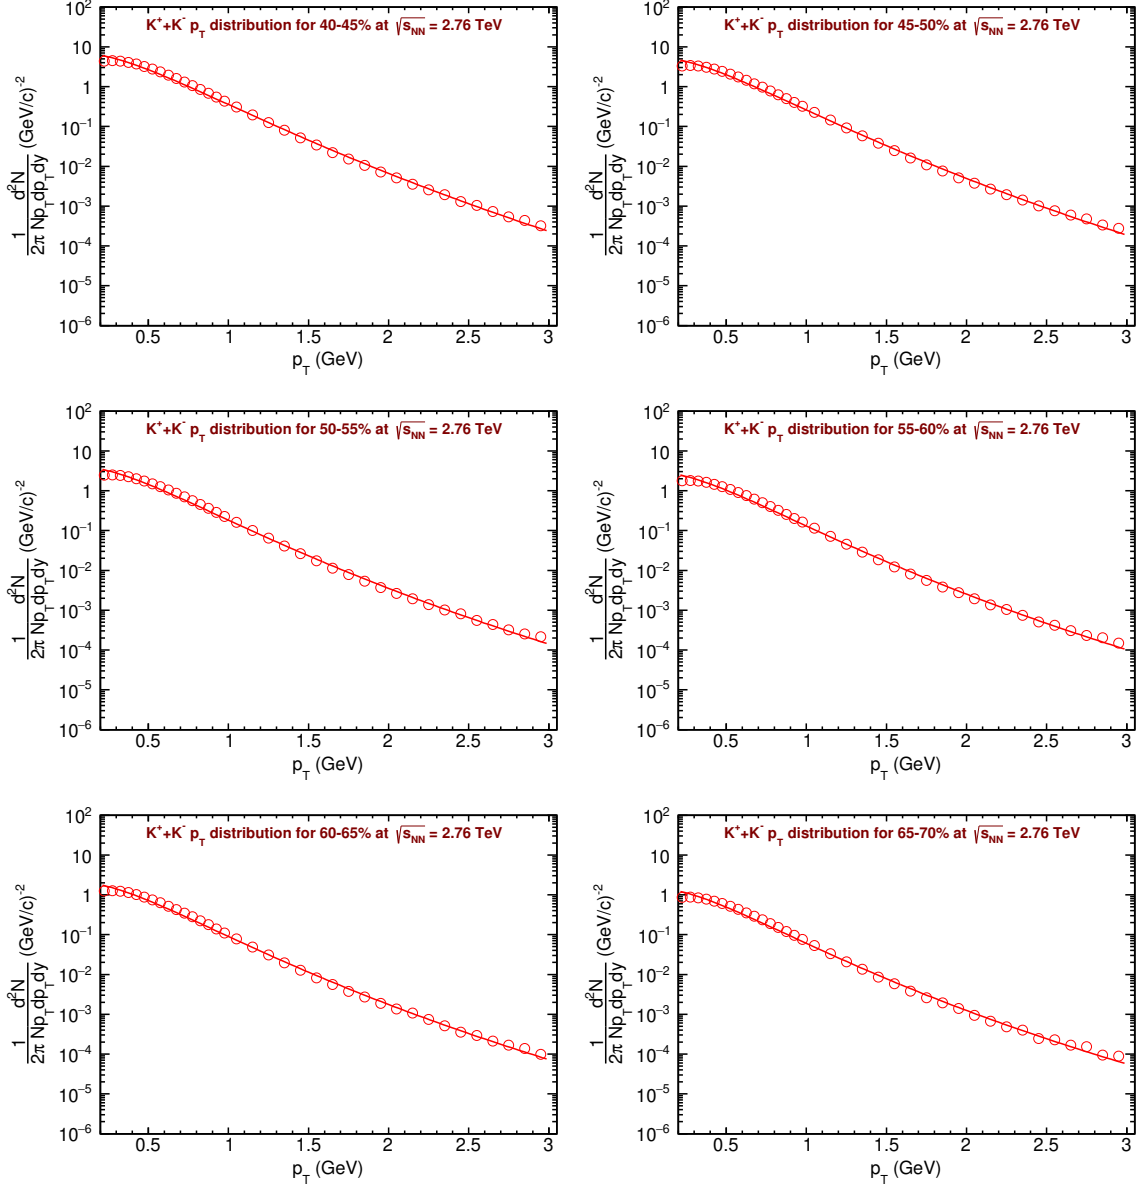 K⁺+K⁻ p_T distribution for 40-45% at √s_NN = 2.76 TeV
10²
10
1
10⁻¹
10⁻²
10⁻³
10⁻⁴
10⁻⁵
10⁻⁶
1/2π d²N/Np_T dp_T dy (GeV/c)⁻²
0.5 1 1.5 2 2.5 3
p_T (GeV)
K⁺+K⁻ p_T distribution for 45-50% at √s_NN = 2.76 TeV
10²
10
1
10⁻¹
10⁻²
10⁻³
10⁻⁴
10⁻⁵
10⁻⁶
1/2π d²N/Np_T dp_T dy (GeV/c)⁻²
0.5 1 1.5 2 2.5 3
p_T (GeV)
K⁺+K⁻ p_T distribution for 50-55% at √s_NN = 2.76 TeV
10²
10
1
10⁻¹
10⁻²
10⁻³
10⁻⁴
10⁻⁵
10⁻⁶
1/2π d²N/Np_T dp_T dy (GeV/c)⁻²
0.5 1 1.5 2 2.5 3
p_T (GeV)
K⁺+K⁻ p_T distribution for 55-60% at √s_NN = 2.76 TeV
10²
10
1
10⁻¹
10⁻²
10⁻³
10⁻⁴
10⁻⁵
10⁻⁶
1/2π d²N/Np_T dp_T dy (GeV/c)⁻²
0.5 1 1.5 2 2.5 3
p_T (GeV)
K⁺+K⁻ p_T distribution for 60-65% at √s_NN = 2.76 TeV
10²
10
1
10⁻¹
10⁻²
10⁻³
10⁻⁴
10⁻⁵
10⁻⁶
1/2π d²N/Np_T dp_T dy (GeV/c)⁻²
0.5 1 1.5 2 2.5 3
p_T (GeV)
K⁺+K⁻ p_T distribution for 65-70% at √s_NN = 2.76 TeV
10²
10
1
10⁻¹
10⁻²
10⁻³
10⁻⁴
10⁻⁵
10⁻⁶
1/2π d²N/Np_T dp_T dy (GeV/c)⁻²
0.5 1 1.5 2 2.5 3
p_T (GeV)